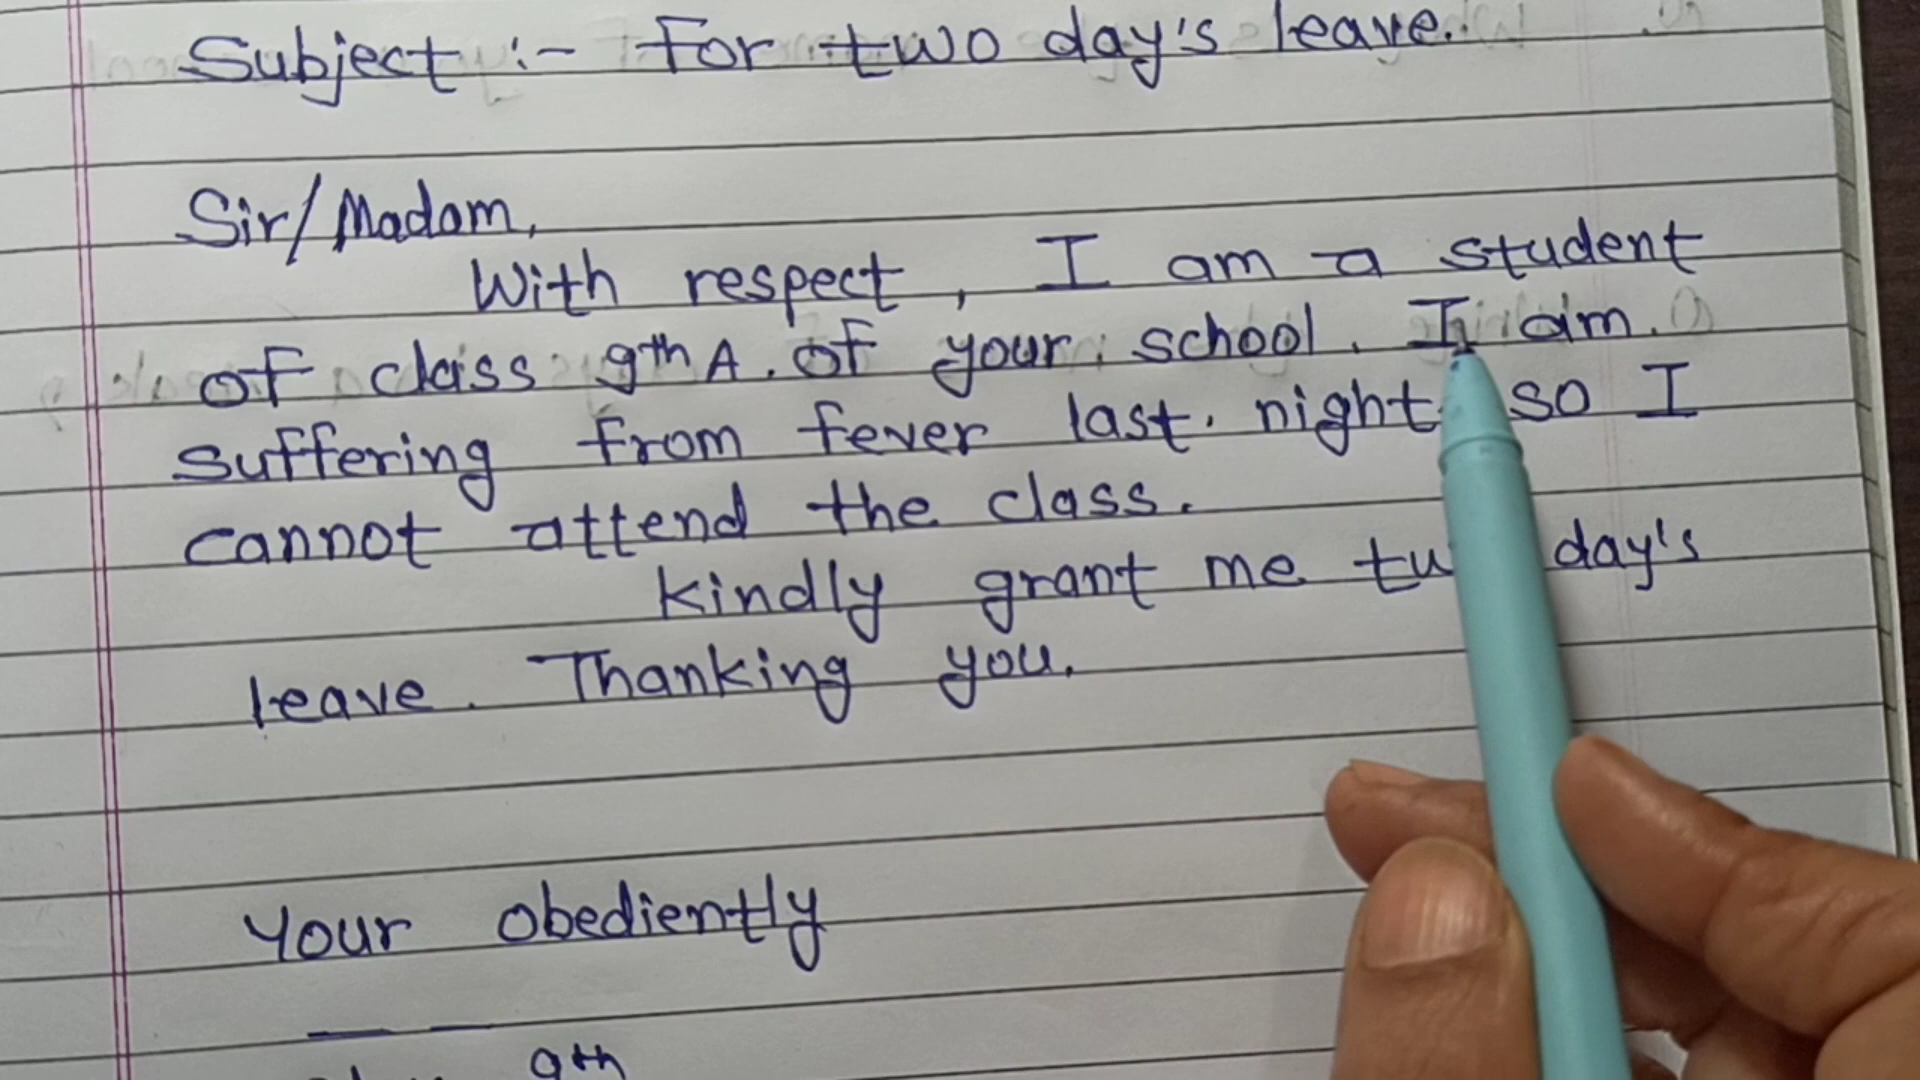 Subject :- For two day's leave.
Sir/Madam,
With respect, I am a student
of class 9th A. of your school. I am
suffering from fever last night so I
cannot attend the class.
Kindly grant me day's
leave. Thanking you.
Your obediently
9th